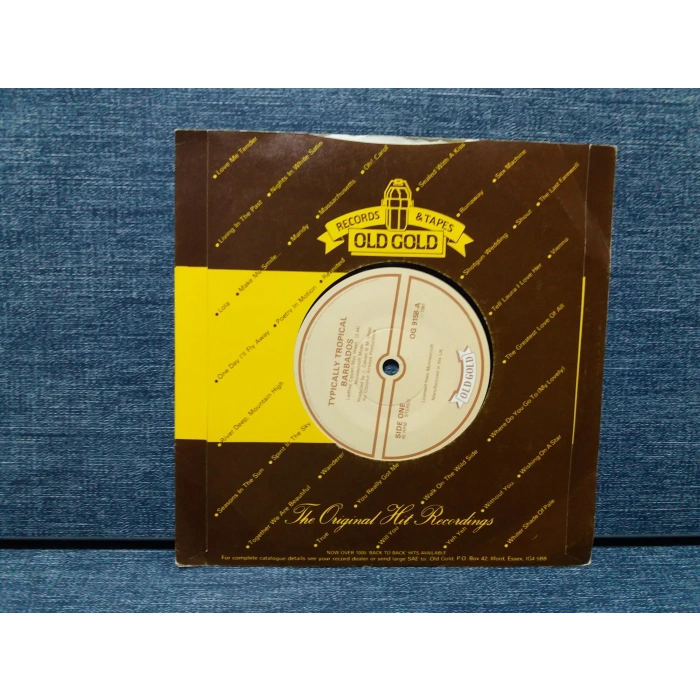 RECORDS & TAPES
OLD GOLD
Love Me Tender
Nights In White Satin
Oh! Carol
Sealed With A Kiss
Sex Machine
The Last Farewell
Living In The Past
Mandy
Massachusetts
Runaway
Shout
Lola
Make Me Smile
Poetry in Motion
Reunited
Shotgun Wedding
Tell Laura I Love Her
Vienna
One Day I'll Fly Away
The Greatest Love Of All
River Deep, Mountain High
Spirit In The Sky
Where Do You Go To (My Lovely)
Seasons In The Sun
Wanderer
You Really Got Me
Walk On The Wild Side
Wishing On A Star
Together We Are Beautiful
True
Will You
Yeh Yeh
Without You
Whiter Shade Of Pale
TYPICALLY TROPICAL
BARBADOS
SIDE ONE
OG 9158 A
OLD GOLD
The Original Hit Recordings
NOW OVER 1000 'BACK TO BACK' HITS AVAILABLE
For complete catalogue details see your record dealer or send large SAE to: Old Gold, P.O. Box 42, Ilford, Essex, IG4 5BB